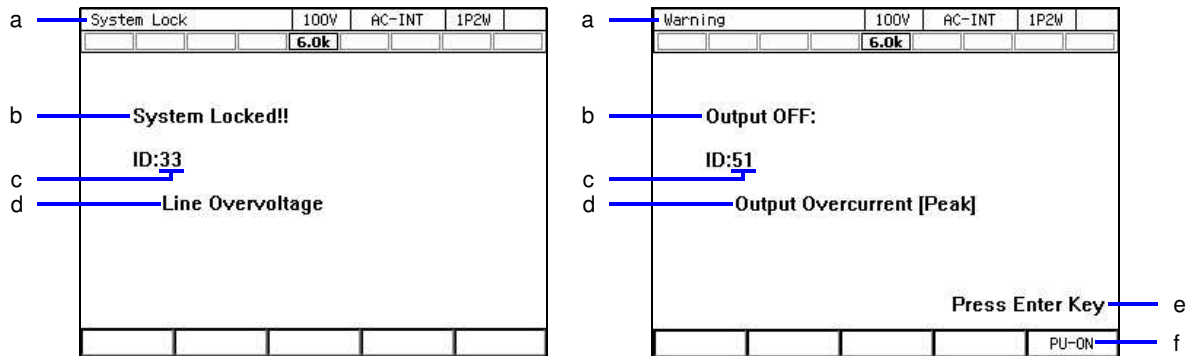 a System Lock 100V AC-INT 1P2W
6.0k
b System Locked!!
ID:33
c
d Line Overvoltage
a Warning 100V AC-INT 1P2W
6.0k
b Output OFF:
ID:51
c
d Output Overcurrent [Peak]
Press Enter Key e
PU-ON f